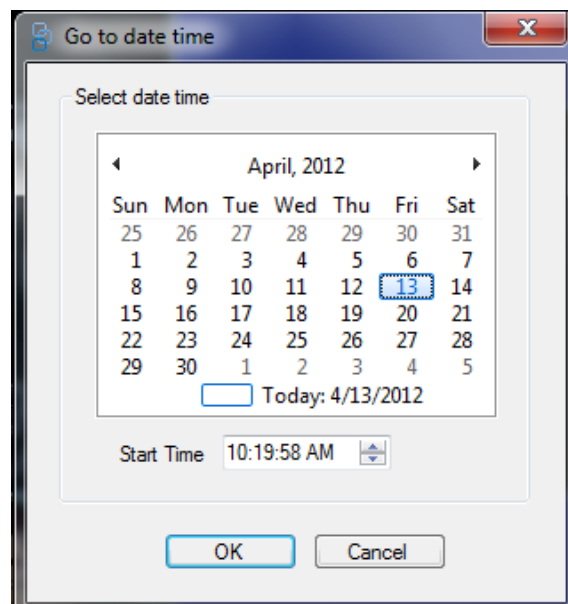 Go to date time
Select date time
April, 2012
Sun Mon Tue Wed Thu Fri Sat
25 26 27 28 29 30 31
1 2 3 4 5 6 7
8 9 10 11 12 13 14
15 16 17 18 19 20 21
22 23 24 25 26 27 28
29 30 1 2 3 4 5
Today: 4/13/2012
Start Time 10:19:58 AM
OK Cancel